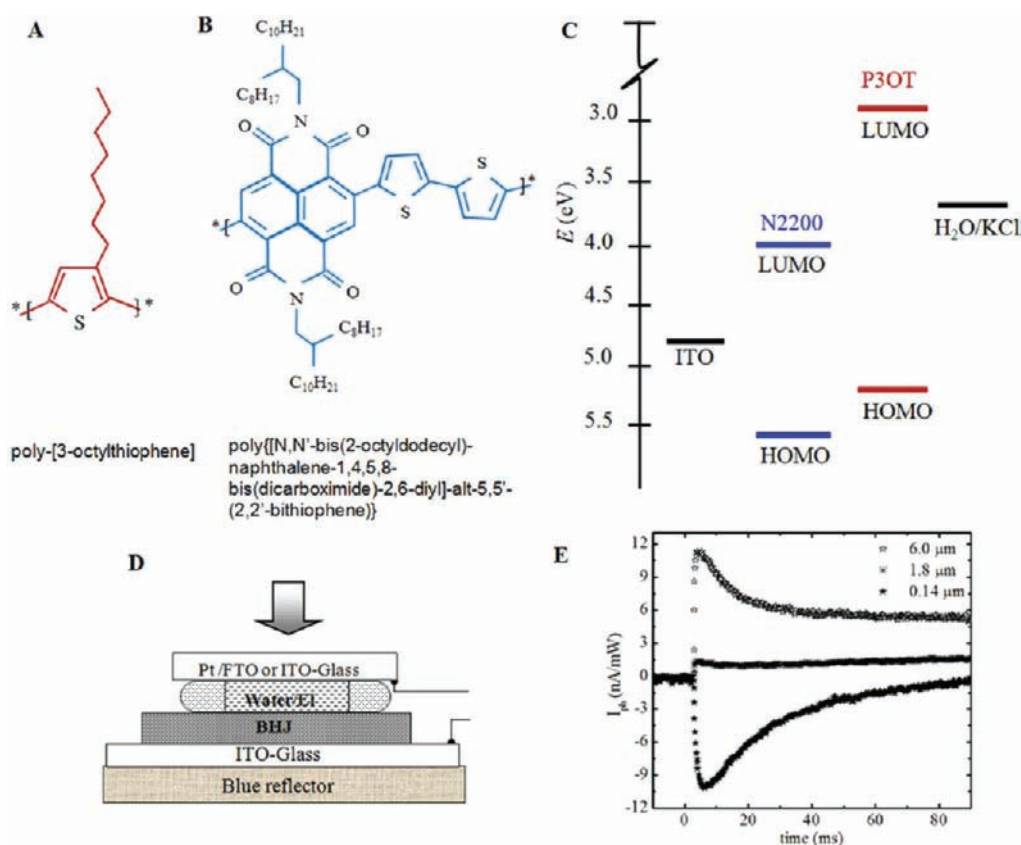 A
* [
S
] *
poly-[3-octylthiophene]
B
C10H21
C8H17
N
O
O
S
S
] *
* [
O
O
N
C8H17
C10H21
poly{[N,N'-bis(2-octyldodecyl)-
naphthalene-1,4,5,8-
bis(dicarboximide)-2,6-diyl]-alt-5,5'-
(2,2'-bithiophene)}
C
E (eV)
3.0
3.5
4.0
4.5
5.0
5.5
P3OT
LUMO
H2O/KCl
N2200
LUMO
ITO
HOMO
HOMO
D
Pt /FTO or ITO-Glass
Water/El
BHJ
ITO-Glass
Blue reflector
E
12
9
6
3
0
-3
-6
-9
-12
Iph(nA/mW)
6.0 μm
1.8 μm
0.14 μm
0 20 40 60 80
time (ms)